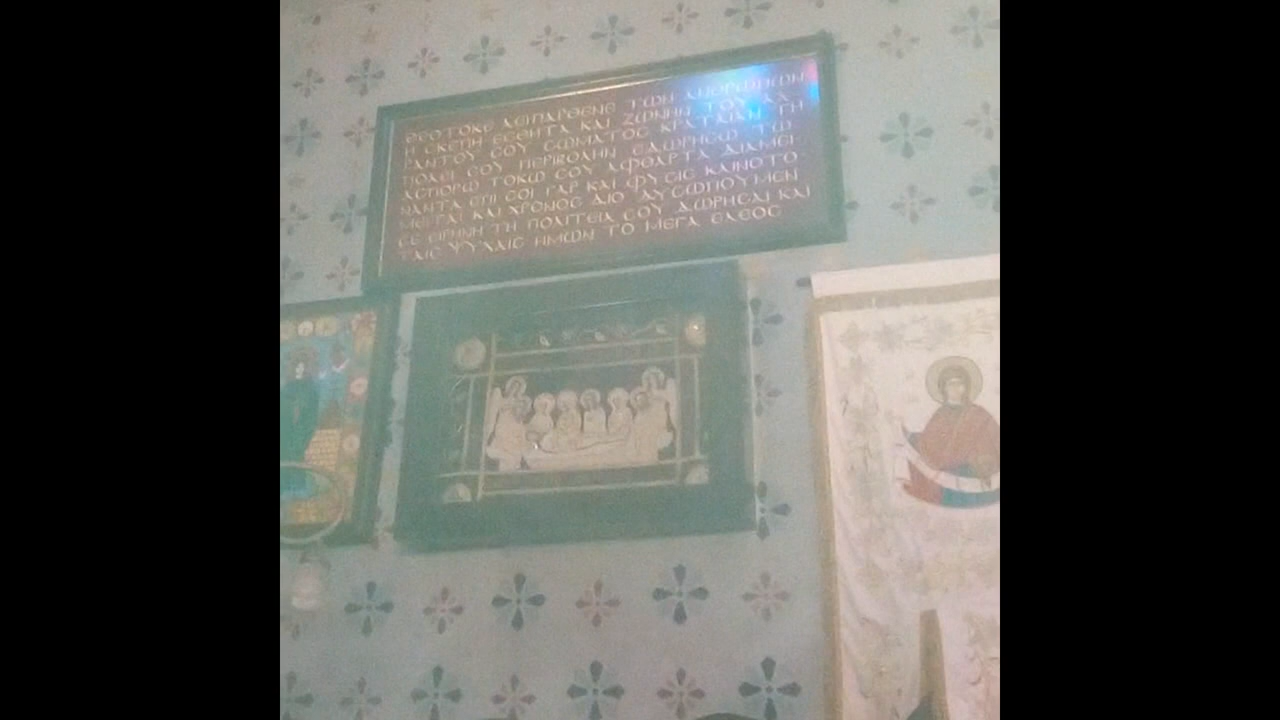 ΘΕΟΤΟΚΕ ΑΕΙΠΑΡΘΕΝΕ ΤΩΝ ΑΝΘΡΩΠΩΝ
Η ΣΚΕΠΗ ΕΣΘΗΤΑ ΚΑΙ ΖΩΝΗΝ ΤΟΥ ΑΧ
ΡΑΝΤΟΥ ΣΟΥ ΣΩΜΑΤΟΣ ΚΡΑΤΑΙΑΝ ΤΗ
ΠΟΛΕΙ ΣΟΥ ΠΕΡΙΒΟΛΗΝ ΕΔΩΡΗΣΩ ΤΩ
ΑΣΠΟΡΩ ΤΟΚΩ ΣΟΥ ΑΦΘΑΡΤΑ ΔΙΑΜΕΙ
ΝΑΝΤΑ ΕΠΙ ΣΟΙ ΓΑΡ ΚΑΙ ΦΥΣΙΣ ΚΑΙΝΟΤΟ
ΜΕΙΤΑΙ ΚΑΙ ΧΡΟΝΟΣ ΔΙΟ ΔΥΣΩΠΟΥΜΕΝ
ΣΕ ΕΙΡΗΝΗ ΤΗ ΠΟΛΙΤΕΙΑ ΣΟΥ ΔΩΡΗΣΑΙ ΚΑΙ
ΤΑΙΣ ΨΥΧΑΙΣ ΗΜΩΝ ΤΟ ΜΕΓΑ ΕΛΕΟΣ